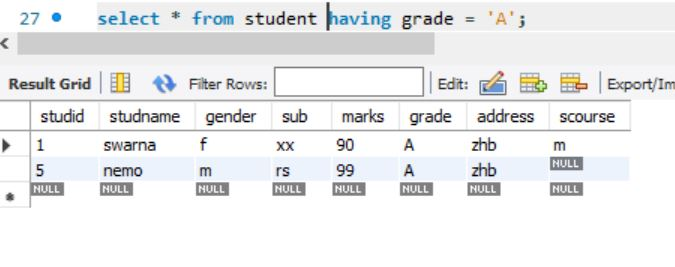 27 select * from student having grade = 'A';
Result Grid Filter Rows: Edit: Export/Im
studid studname gender sub marks grade address scourse
1 swarna f xx 90 A zhb m
5 nemo m rs 99 A zhb NULL
NULL NULL NULL NULL NULL NULL NULL NULL